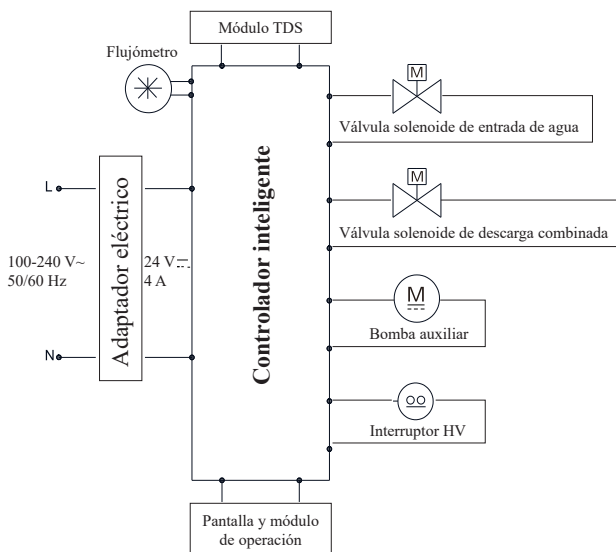 Módulo TDS
Flujómetro
M
Válvula solenoide de entrada de agua
L
Adaptador eléctrico
100-240 V~
50/60 Hz
24 V
4 A
N
Controlador inteligente
M
Válvula solenoide de descarga combinada
M
Bomba auxiliar
Interruptor HV
Pantalla y módulo
de operación